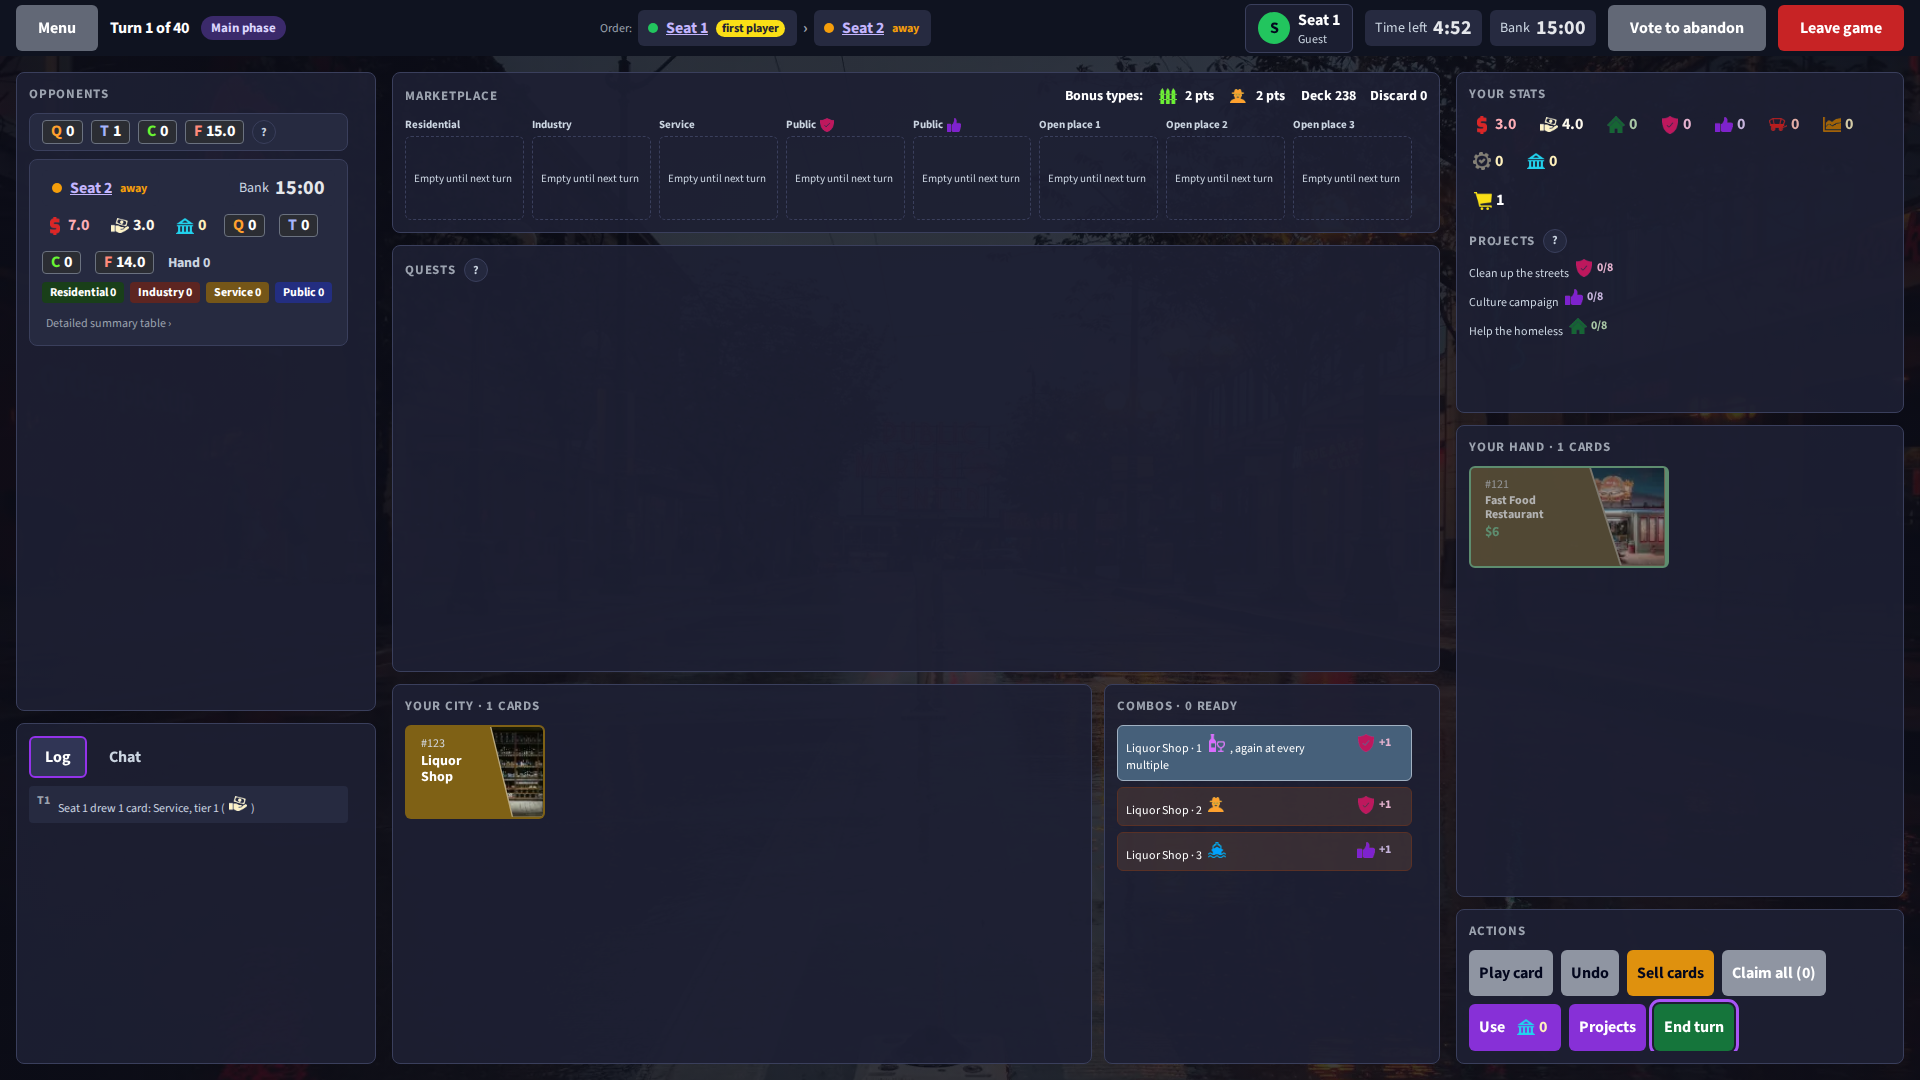 Menu
Turn 1 of 40
Main phase
Order:
Seat 1
first player
›
Seat 2
away
S
Seat 1
Guest
Time left 4:52
Bank 15:00
Vote to abandon
Leave game
OPPONENTS
Q 0
T 1
C 0
F 15.0
?
Seat 2 away
Bank 15:00
7.0
3.0
0
Q 0
T 0
C 0
F 14.0
Hand 0
Residential 0
Industry 0
Service 0
Public 0
Detailed summary table ›
Log
Chat
T1 Seat 1 drew 1 card: Service, tier 1 ( )
MARKETPLACE
Bonus types: 2 pts 2 pts Deck 238 Discard 0
Residential
Industry
Service
Public
Public
Open place 1
Open place 2
Open place 3
Empty until next turn
Empty until next turn
Empty until next turn
Empty until next turn
Empty until next turn
Empty until next turn
Empty until next turn
Empty until next turn
QUESTS
?
YOUR CITY · 1 CARDS
#123
Liquor
Shop
COMBOS · 0 READY
Liquor Shop · 1 , again at every
multiple
+1
Liquor Shop · 2 +1
Liquor Shop · 3 +1
YOUR STATS
$ 3.0
4.0
0
0
0
0
0
0
0
1
PROJECTS
?
Clean up the streets 0/8
Culture campaign 0/8
Help the homeless 0/8
YOUR HAND · 1 CARDS
#121
Fast Food
Restaurant
$6
ACTIONS
Play card
Undo
Sell cards
Claim all (0)
Use 0
Projects
End turn